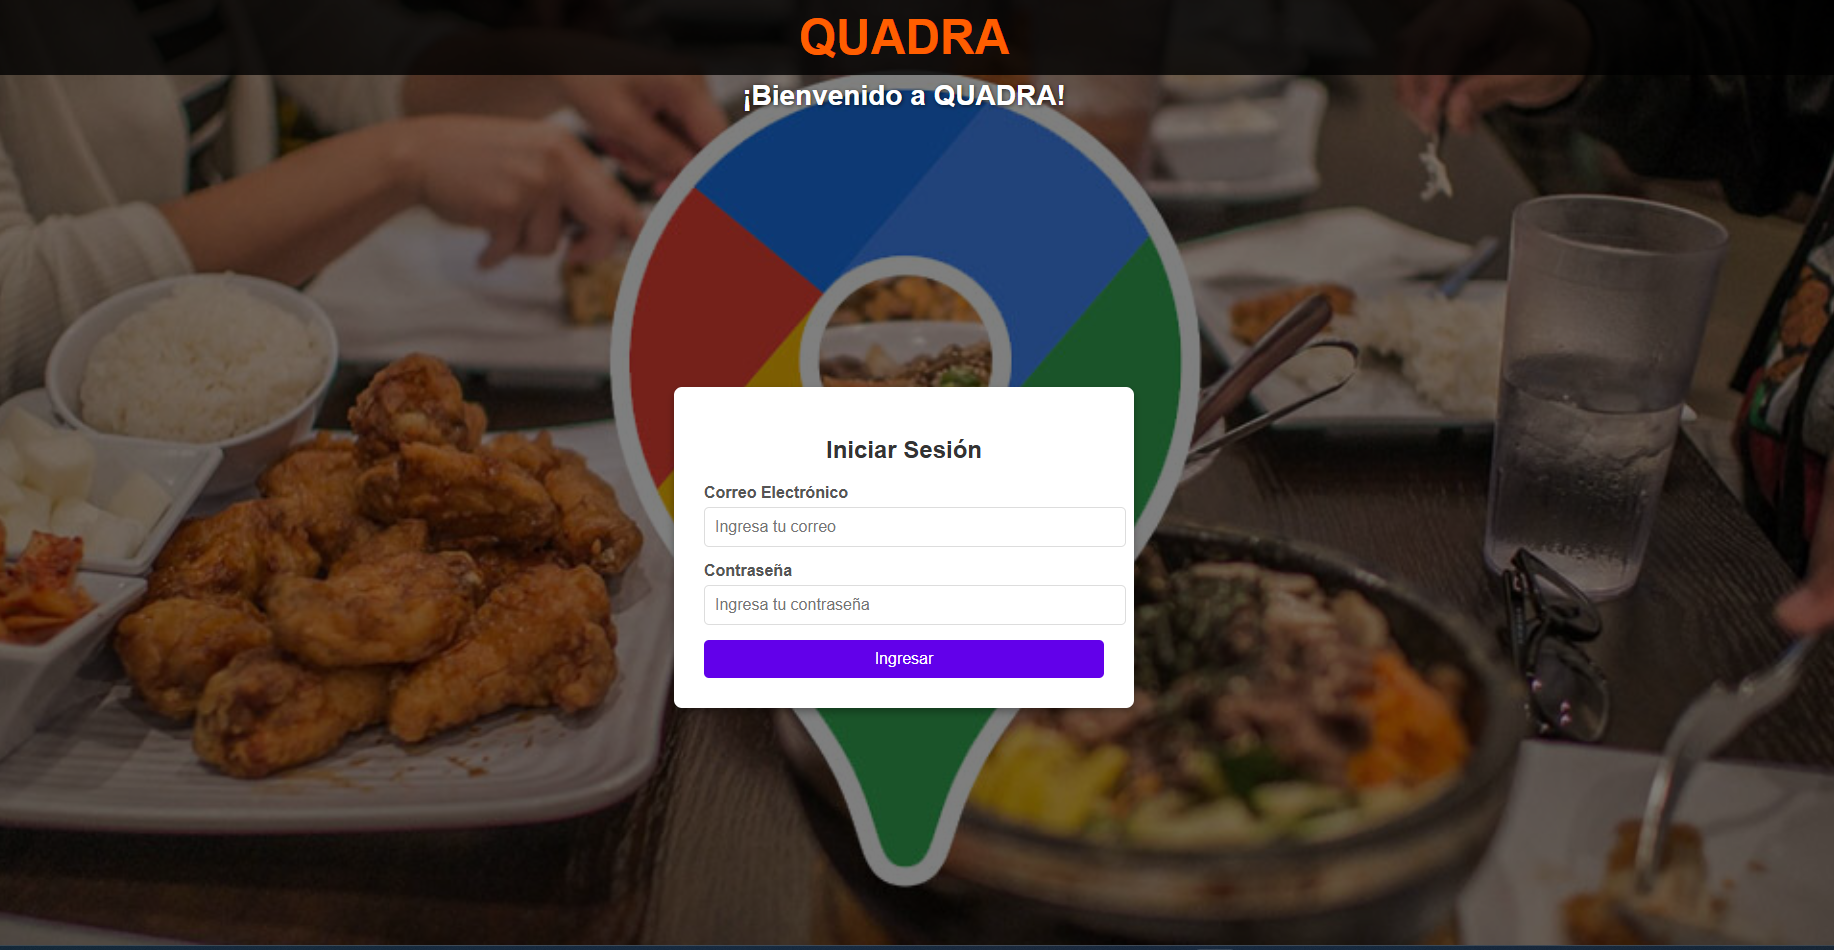 QUADRA
¡Bienvenido a QUADRA!
Iniciar Sesión
Correo Electrónico
Ingresa tu correo
Contraseña
Ingresa tu contraseña
Ingresar